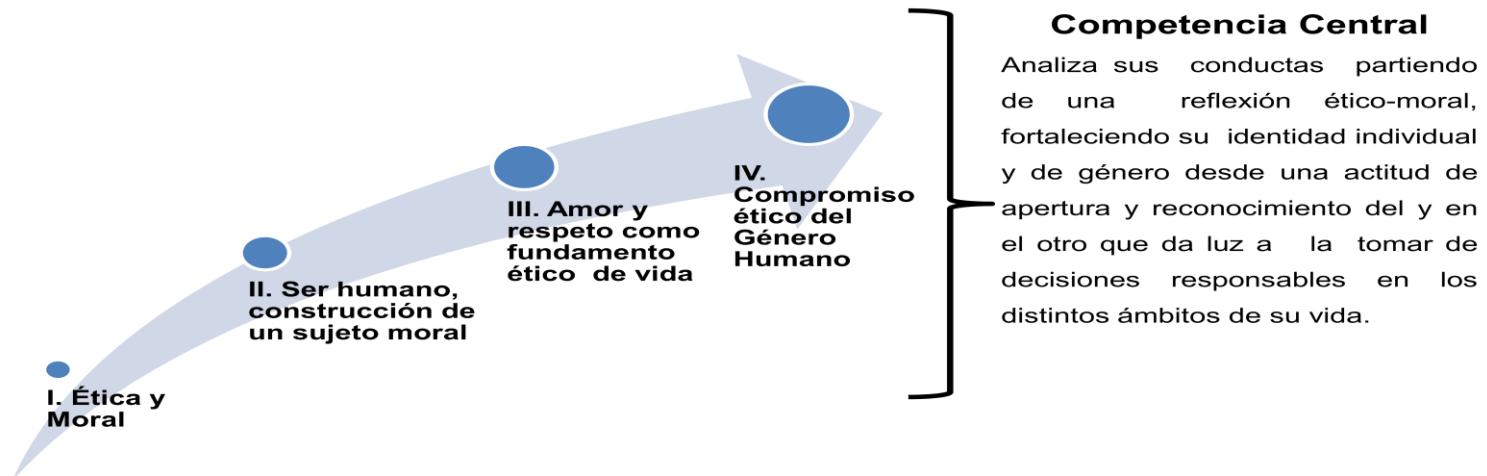 I. Ética y
Moral
II. Ser humano,
construcción de
un sujeto moral
III. Amor y
respeto como
fundamento
ético de vida
IV.
Compromiso
ético del
Género
Humano
Competencia Central
Analiza sus conductas partiendo
de una reflexión ético-moral,
fortaleciendo su identidad individual
y de género desde una actitud de
apertura y reconocimiento del y en
el otro que da luz a la tomar de
decisiones responsables en los
distintos ámbitos de su vida.